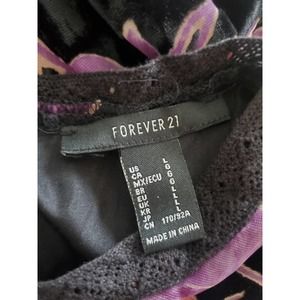 FOREVER 21
US L
CA G
MX/ECU G
BR G
EU L
UK L
KR L
JP L
CN 170/92A
MADE IN CHINA